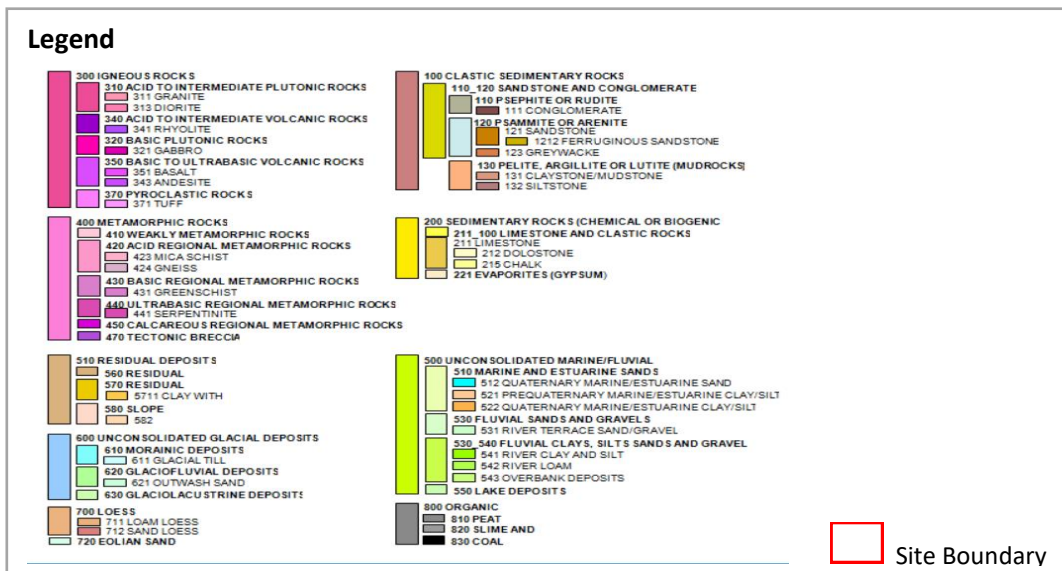 Legend
300 IGNEOUS ROCKS
310 ACID TO INTERMEDIATE PLUTONIC ROCKS
311 GRANITE
313 DIORITE
340 ACID TO INTERMEDIATE VOLCANIC ROCKS
341 RHYOLITE
320 BASIC PLUTONIC ROCKS
321 GABBRO
350 BASIC TO ULTRABASIC VOLCANIC ROCKS
351 BASALT
343 ANDESITE
370 PYROCLASTIC ROCKS
371 TUFF
400 METAMORPHIC ROCKS
410 WEAKLY METAMORPHIC ROCKS
420 ACID REGIONAL METAMORPHIC ROCKS
423 MICA SCHIST
424 GNEISS
430 BASIC REGIONAL METAMORPHIC ROCKS
431 GREENSCHIST
440 ULTRABASIC REGIONAL METAMORPHIC ROCKS
441 SERPENTINITE
450 CALCAREOUS REGIONAL METAMORPHIC ROCKS
470 TECTONIC BRECCIA
510 RESIDUAL DEPOSITS
560 RESIDUAL
570 RESIDUAL
5711 CLAY WITH
580 SLOPE
582
600 UNCONSOLIDATED GLACIAL DEPOSITS
610 MORAINIC DEPOSITS
611 GLACIAL TILL
620 GLACIOFLUVIAL DEPOSITS
621 OUTWASH SAND
630 GLACIOLACUSTRINE DEPOSITS
700 LOESS
711 LOAM LOESS
712 SAND LOESS
720 EOLIAN SAND
100 CLASTIC SEDIMENTARY ROCKS
110_120 SANDSTONE AND CONGLOMERATE
110 PSEPHITE OR RUDITE
111 CONGLOMERATE
120 PSAMMITE OR ARENITE
121 SANDSTONE
1212 FERRUGINOUS SANDSTONE
123 GREYWACKE
130 PELITE, ARGILLITE OR LUTITE (MUDROCKS)
131 CLAYSTONE/MUDSTONE
132 SILTSTONE
200 SEDIMENTARY ROCKS (CHEMICAL OR BIOGENIC
211_100 LIMESTONE AND CLASTIC ROCKS
211 LIMESTONE
212 DOLOSTONE
215 CHALK
221 EVAPORITES (GYPSUM)
500 UNCONSOLIDATED MARINE/FLUVIAL
510 MARINE AND ESTUARINE SANDS
512 QUATERNARY MARINE/ESTUARINE SAND
521 PREQUATERNARY MARINE/ESTUARINE CLAY/SILT
522 QUATERNARY MARINE/ESTUARINE CLAY/SILT
530 FLUVIAL SANDS AND GRAVELS
531 RIVER TERRACE SAND/GRAVEL
530_540 FLUVIAL CLAYS, SILTS SANDS AND GRAVEL
541 RIVER CLAY AND SILT
542 RIVER LOAM
543 OVERBANK DEPOSITS
550 LAKE DEPOSITS
800 ORGANIC
810 PEAT
820 SLIME AND
830 COAL
Site Boundary